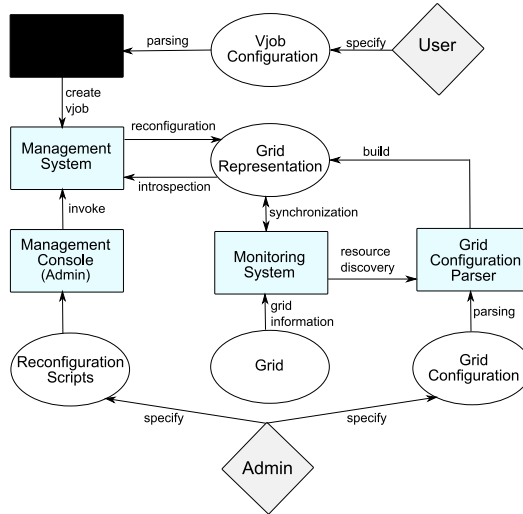 parsing
Vjob
Configuration
specify
User
create
vjob
Management
System
reconfiguration
introspection
Grid
Representation
build
invoke
synchronization
Management
Console
(Admin)
Monitoring
System
resource
discovery
Grid
Configuration
Parser
grid
information
parsing
Reconfiguration
Scripts
Grid
Grid
Configuration
specify
specify
Admin